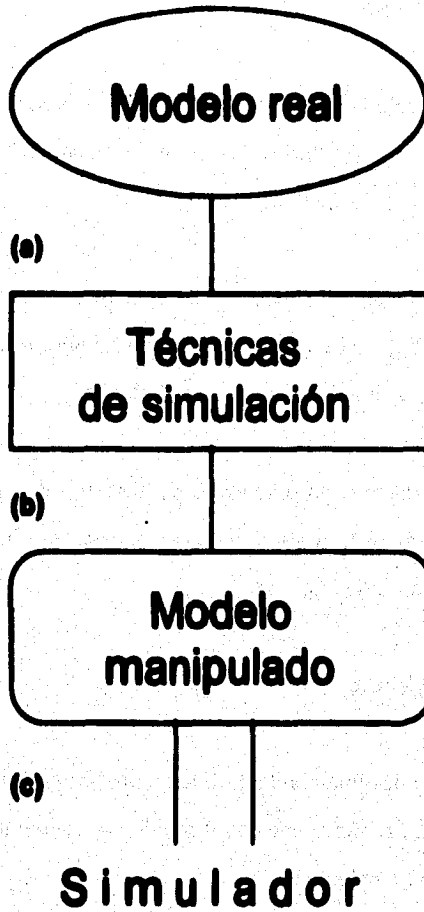 Modelo real
(a)
Técnicas
de simulación
(b)
Modelo
manipulado
(c)
Simulador